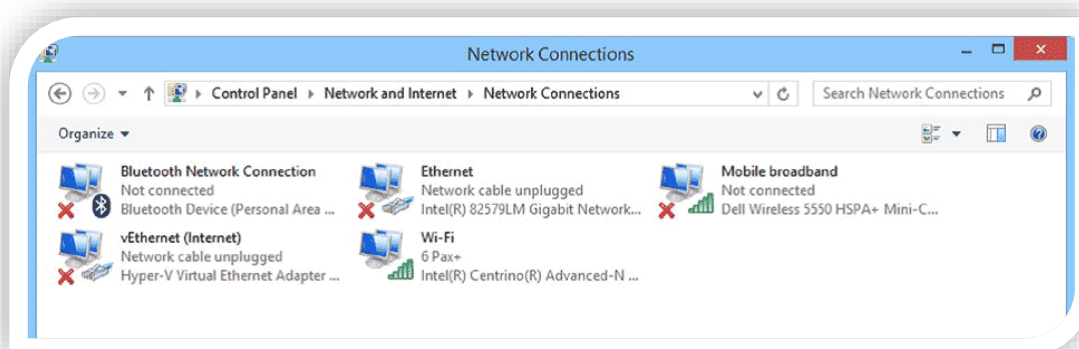 Network Connections
Control Panel Network and Internet Network Connections
Search Network Connections
Organize
Bluetooth Network Connection
Not connected
Bluetooth Device (Personal Area ...
Ethernet
Network cable unplugged
Intel(R) 82579LM Gigabit Network...
Mobile broadband
Not connected
Dell Wireless 5550 HSPA+ Mini-C...
vEthernet (Internet)
Network cable unplugged
Hyper-V Virtual Ethernet Adapter ...
Wi-Fi
6 Pax+
Intel(R) Centrino(R) Advanced-N ...